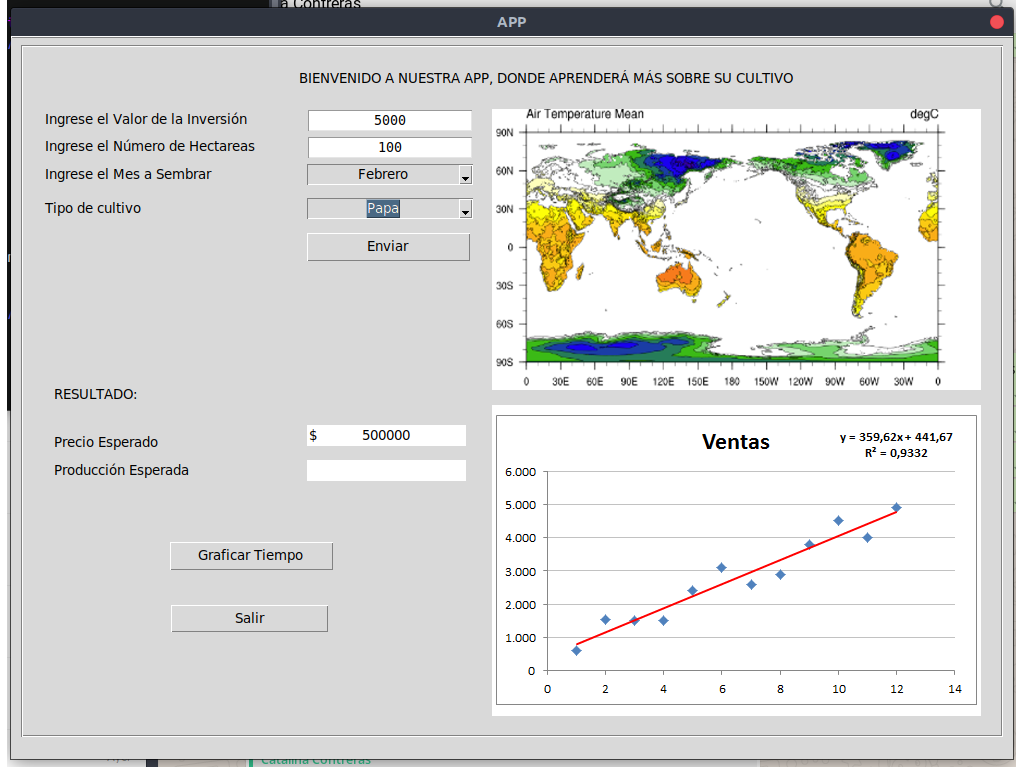 a Contreras
APP
BIENVENIDO A NUESTRA APP, DONDE APRENDERÁ MÁS SOBRE SU CULTIVO
Ingrese el Valor de la Inversión 5000
Ingrese el Número de Hectareas 100
Ingrese el Mes a Sembrar Febrero
Tipo de cultivo Papa
Enviar
Air Temperature Mean degC
90N
60N
30N
0
30S
60S
90S
0 30E 60E 90E 120E 150E 180 150W 120W 90W 60W 30W 0
RESULTADO:
Precio Esperado $ 500000
Producción Esperada
Graficar Tiempo
Salir
Ventas
y = 359,62x + 441,67
R² = 0,9332
6.000
5.000
4.000
3.000
2.000
1.000
0
0 2 4 6 8 10 12 14
Catalina Contreras